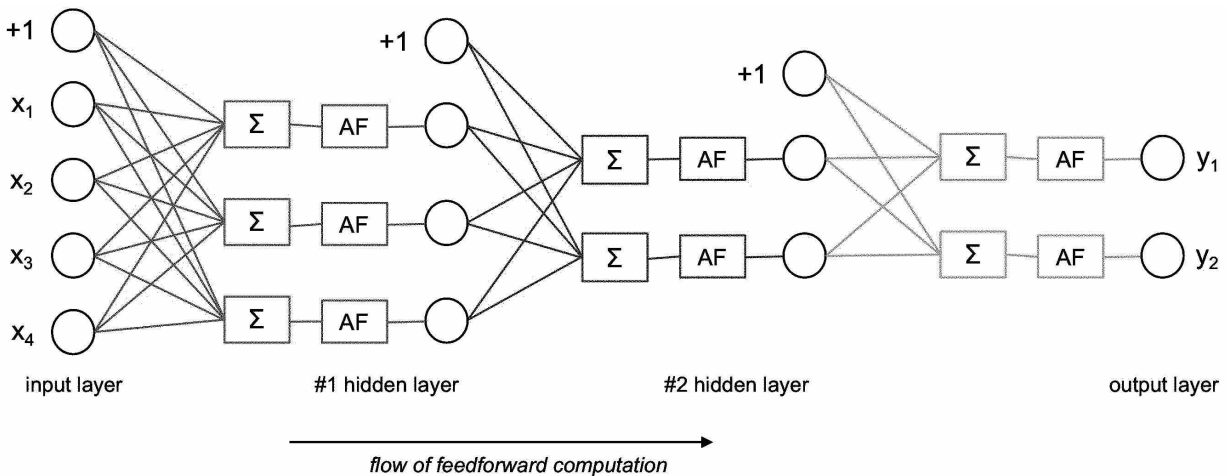 +1
+1
+1
x1
Σ
AF
x2
Σ
AF
Σ
AF
y1
Σ
AF
x3
Σ
AF
Σ
AF
y2
Σ
AF
x4
input layer
#1 hidden layer
#2 hidden layer
output layer
flow of feedforward computation